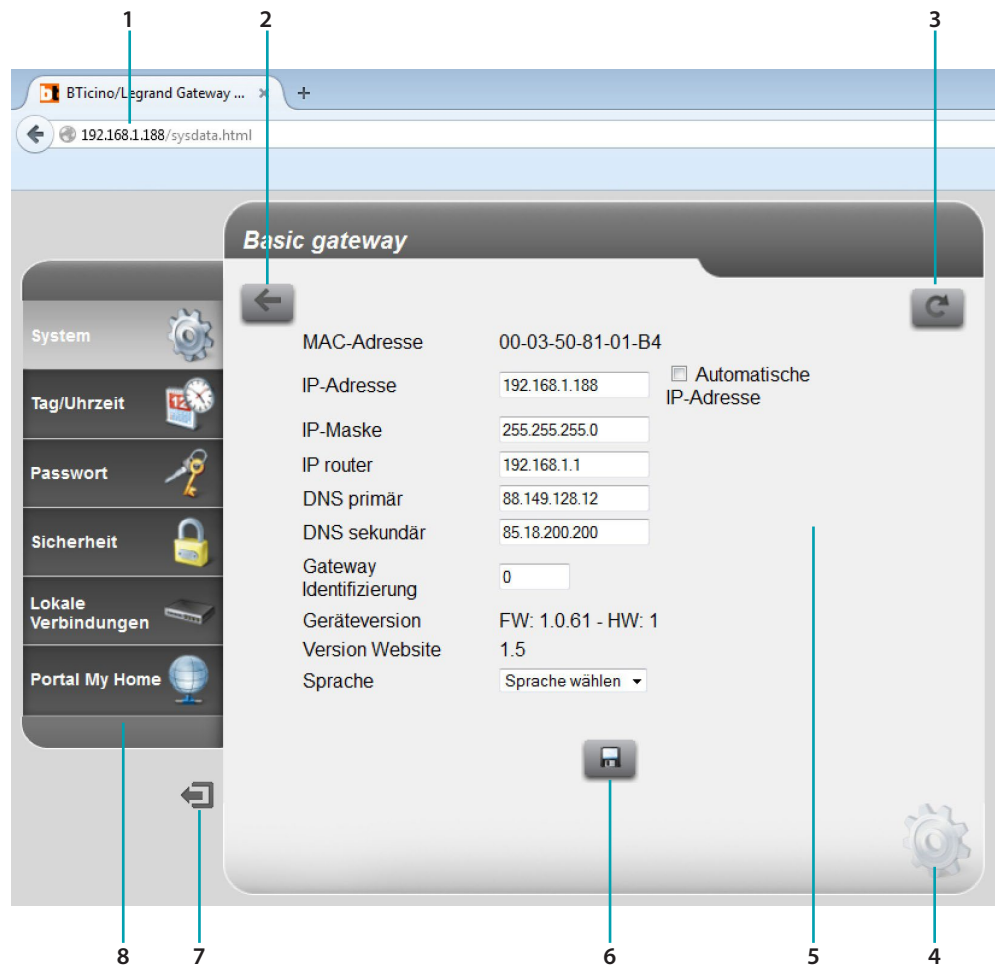 1 2 3
BTicino/Legrand Gateway ...
192.168.1.188/sysdata.html
Basic gateway
System
Tag/Uhrzeit
Passwort
Sicherheit
Lokale
Verbindungen
Portal My Home
MAC-Adresse 00-03-50-81-01-B4
IP-Adresse 192.168.1.188 Automatische
IP-Adresse
IP-Maske 255.255.255.0
IP router 192.168.1.1
DNS primär 88.149.128.12
DNS sekundär 85.18.200.200
Gateway
Identifizierung 0
Geräteversion FW: 1.0.61 - HW: 1
Version Website 1.5
Sprache Sprache wählen
8 7 6 5 4